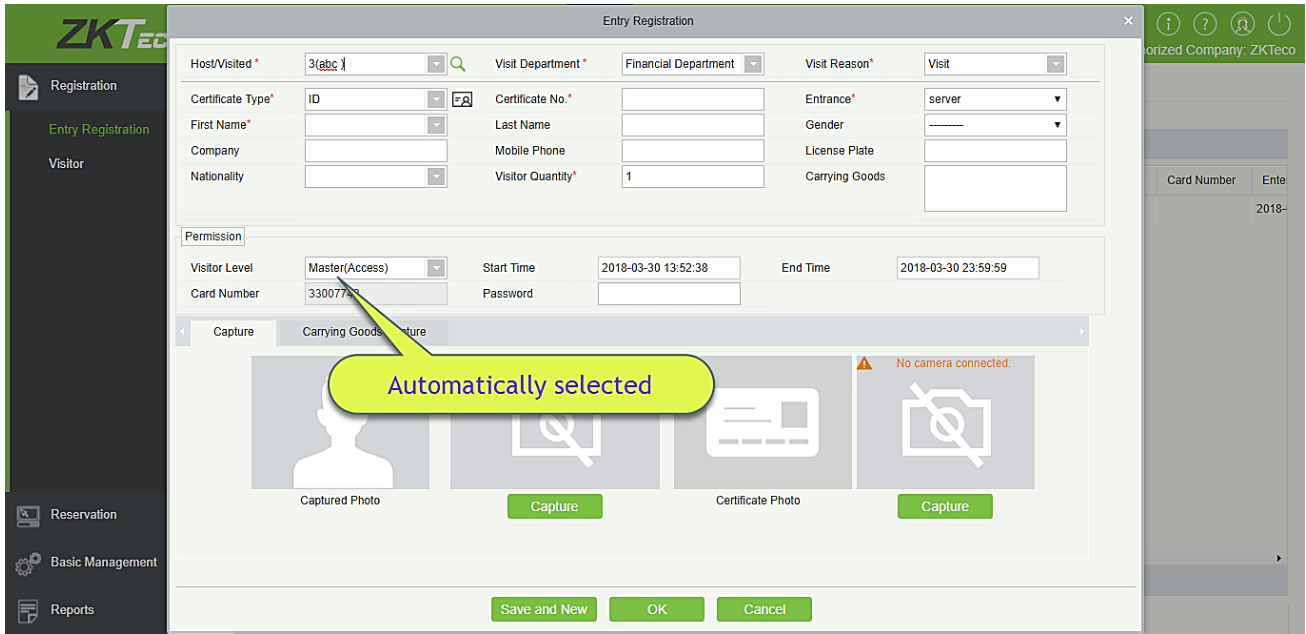 ZKTeco
Entry Registration
×
orized Company: ZKTeco
Registration
Entry Registration
Visitor
Reservation
Basic Management
Reports
Host/Visited *
3(abc )
Visit Department *
Financial Department
Visit Reason*
Visit
Certificate Type*
ID
Certificate No.*
Entrance*
server
First Name*
Last Name
Gender
---------
Company
Mobile Phone
License Plate
Nationality
Visitor Quantity*
1
Carrying Goods
Permission
Visitor Level
Master(Access)
Start Time
2018-03-30 13:52:38
End Time
2018-03-30 23:59:59
Card Number
Password
Capture
Carrying Goods
Automatically selected
No camera connected.
Captured Photo
Capture
Certificate Photo
Capture
Save and New
OK
Cancel
Card Number
Ente
2018-